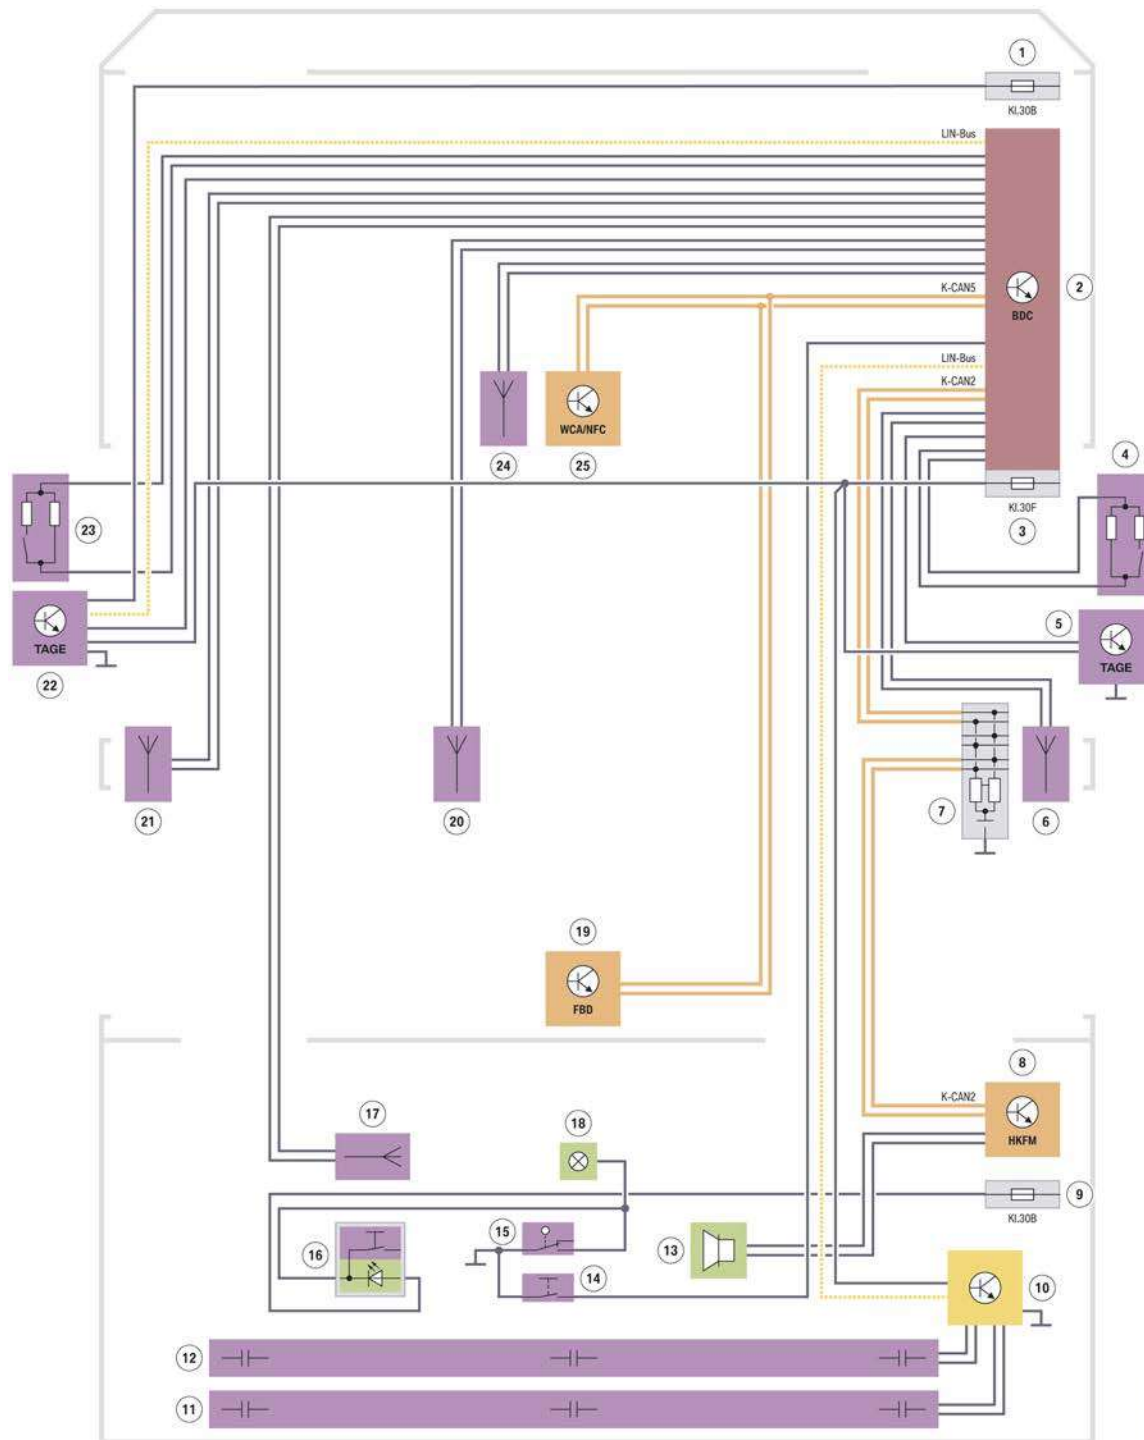 1
Kl.30B
LIN-Bus
K-CAN5
2
BDC
LIN-Bus
K-CAN2
WCA/NFC
24
25
4
Kl.30F
3
23
5
TAGE
TAGE
22
21
20
7
6
19
FBD
8
K-CAN2
HKFM
17
18
9
Kl.30B
15
16
13
14
10
12
11